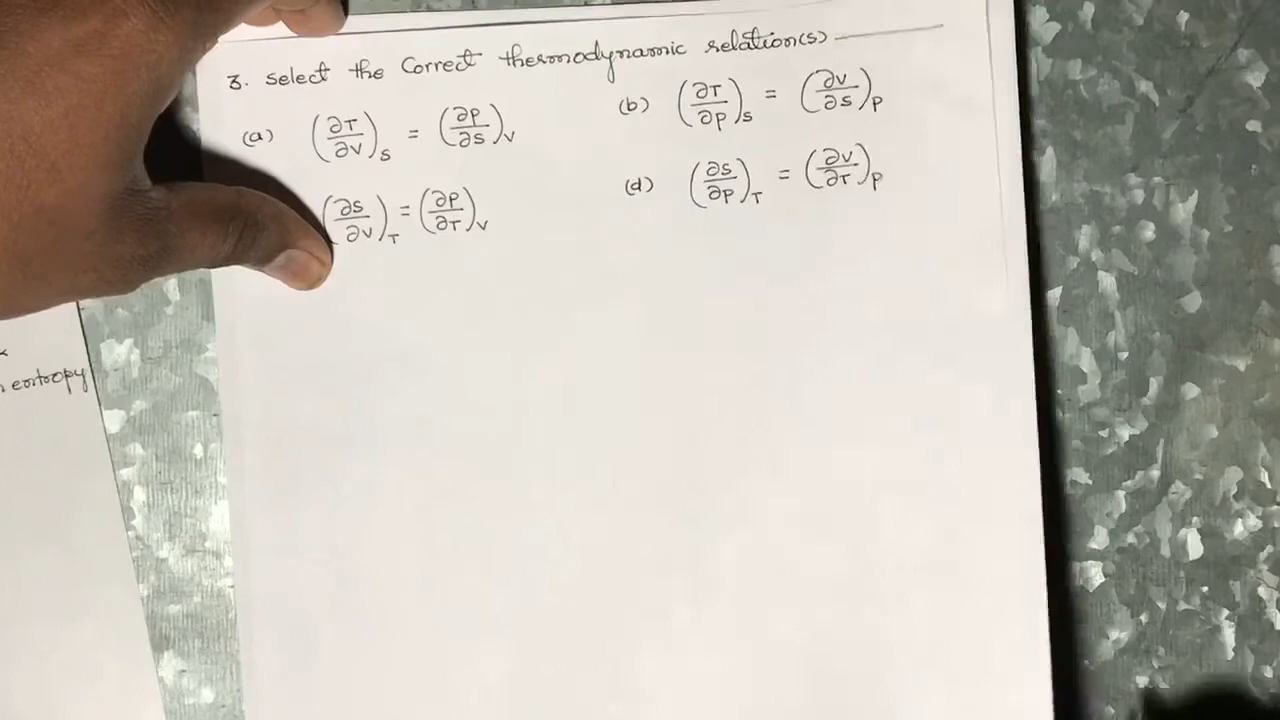 3. Select the Correct thermodynamic relation(s)
(a) (∂T/∂V)_S = (∂P/∂S)_V
(b) (∂T/∂P)_S = (∂V/∂S)_P
(∂S/∂V)_T = (∂P/∂T)_V
(d) (∂S/∂P)_T = (∂V/∂T)_P
entropy